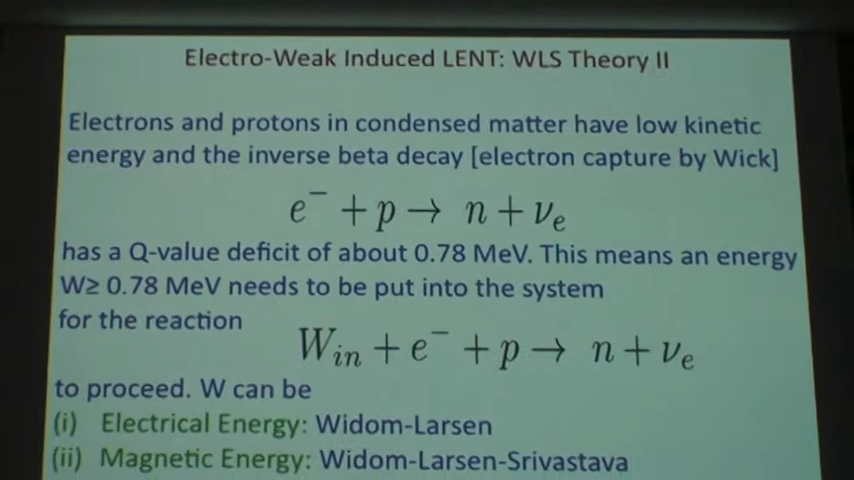 Electro-Weak Induced LENT: WLS Theory II
Electrons and protons in condensed matter have low kinetic
energy and the inverse beta decay [electron capture by Wick]
e⁻ + p → n + νₑ
has a Q-value deficit of about 0.78 MeV. This means an energy
W≥ 0.78 MeV needs to be put into the system
for the reaction
Wᵢₙ + e⁻ + p → n + νₑ
to proceed. W can be
(i) Electrical Energy: Widom-Larsen
(ii) Magnetic Energy: Widom-Larsen-Srivastava